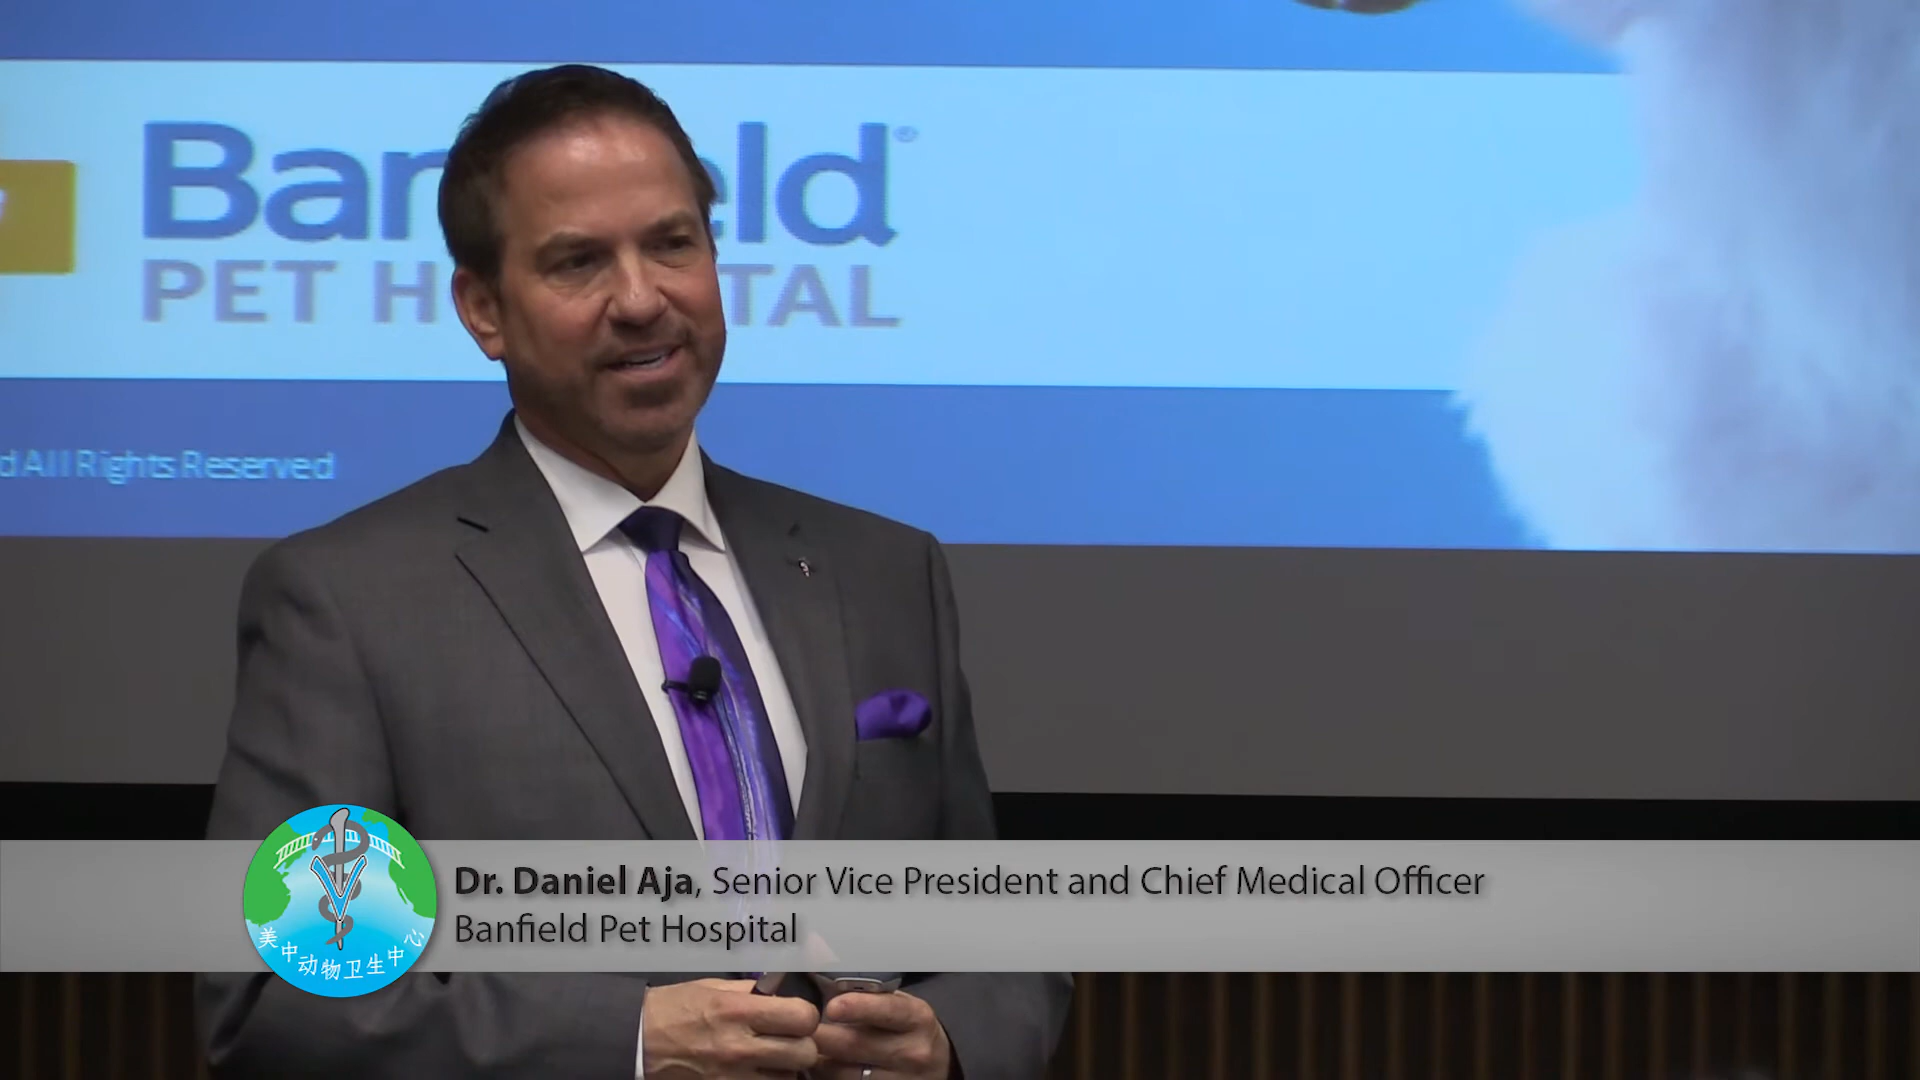 Ban eld®
PET H TAL
d All Rights Reserved
Dr. Daniel Aja, Senior Vice President and Chief Medical Officer
Banfield Pet Hospital
美中动物卫生中心